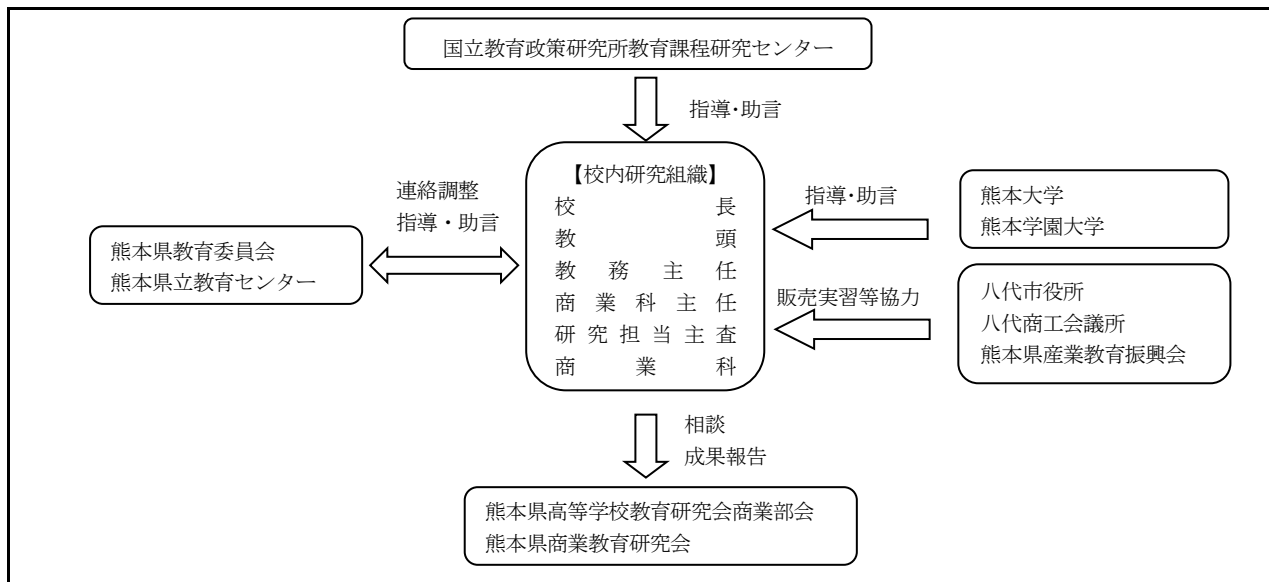 国立教育政策研究所教育課程研究センター
指導・助言
【校内研究組織】
校長
教頭
教務主任
商業科主任
研究担当主査
商業科
連絡調整
指導・助言
熊本県教育委員会
熊本県立教育センター
指導・助言
熊本大学
熊本学園大学
販売実習等協力
八代市役所
八代商工会議所
熊本県産業教育振興会
相談
成果報告
熊本県高等学校教育研究会商業部会
熊本県商業教育研究会